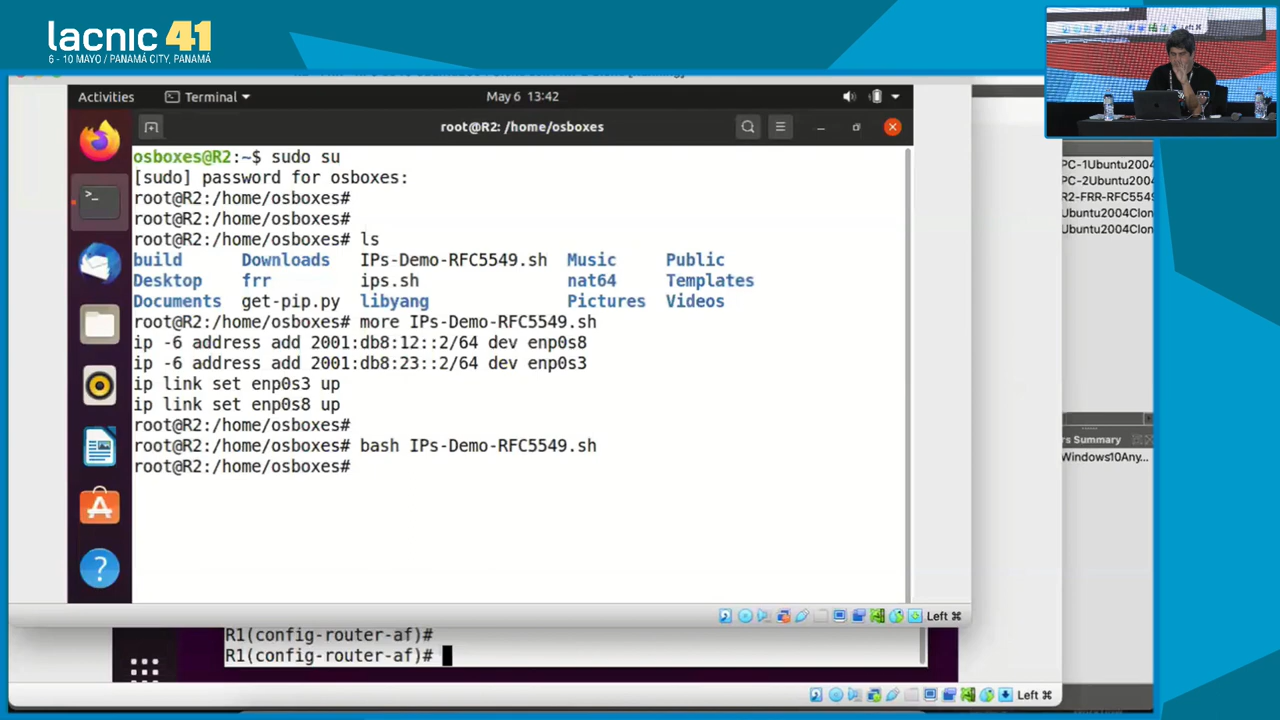 lacnic 41
6 - 10 MAYO / PANAMÁ CITY, PANAMÁ
Activities
Terminal
May 6 13:42
root@R2: /home/osboxes
osboxes@R2:~$ sudo su
[sudo] password for osboxes:
root@R2:/home/osboxes#
root@R2:/home/osboxes#
root@R2:/home/osboxes# ls
build Downloads IPs-Demo-RFC5549.sh Music Public
Desktop frr ips.sh nat64 Templates
Documents get-pip.py libyang Pictures Videos
root@R2:/home/osboxes# more IPs-Demo-RFC5549.sh
ip -6 address add 2001:db8:12::2/64 dev enp0s8
ip -6 address add 2001:db8:23::2/64 dev enp0s3
ip link set enp0s3 up
ip link set enp0s8 up
root@R2:/home/osboxes#
root@R2:/home/osboxes# bash IPs-Demo-RFC5549.sh
root@R2:/home/osboxes#
Left ⌘
R1(config-router-af)#
R1(config-router-af)#
Left ⌘
PC-1Ubuntu2004
PC-2Ubuntu2004
R2-FRR-RFC5549
Ubuntu2004Clon
Ubuntu2004Clon
rs Summary
Windows10Any...